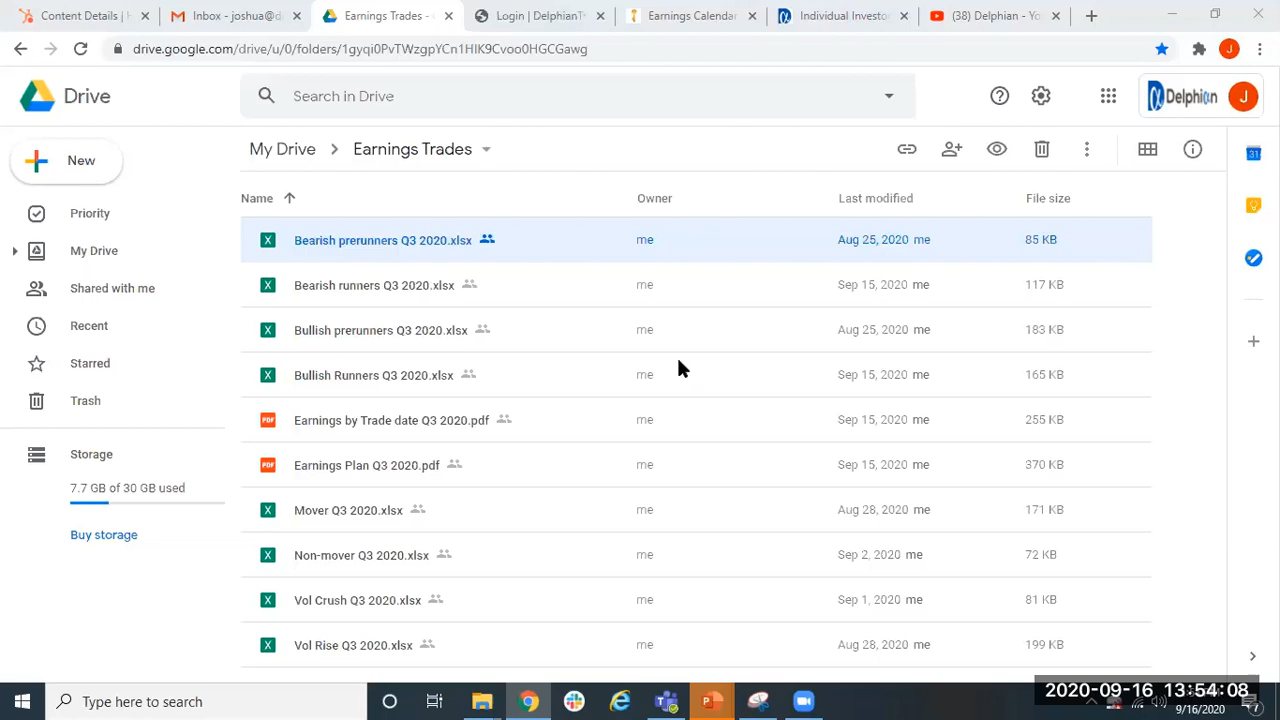 Content Details | H
Inbox - joshua@d
Earnings Trades -
Login | DelphianT
Earnings Calenda
Individual Investo
(38) Delphian - Yo
drive.google.com/drive/u/0/folders/1gyqi0PvTWzgpYCn1HIK9Cvoo0HGCGawg
J
Drive
Search in Drive
Delphian
J
New
My Drive
Earnings Trades
31
Name
Owner
Last modified
File size
Priority
My Drive
Shared with me
Recent
Starred
Trash
Storage
7.7 GB of 30 GB used
Buy storage
X Bearish prerunners Q3 2020.xlsx me Aug 25, 2020 me 85 KB
X Bearish runners Q3 2020.xlsx me Sep 15, 2020 me 117 KB
X Bullish prerunners Q3 2020.xlsx me Aug 25, 2020 me 183 KB
X Bullish Runners Q3 2020.xlsx me Sep 15, 2020 me 165 KB
PDF Earnings by Trade date Q3 2020.pdf me Sep 15, 2020 me 255 KB
PDF Earnings Plan Q3 2020.pdf me Sep 15, 2020 me 370 KB
X Mover Q3 2020.xlsx me Aug 28, 2020 me 171 KB
X Non-mover Q3 2020.xlsx me Sep 2, 2020 me 72 KB
X Vol Crush Q3 2020.xlsx me Sep 1, 2020 me 81 KB
X Vol Rise Q3 2020.xlsx me Aug 28, 2020 me 199 KB
Type here to search
2020-09-16 13:54:08
9/16/2020